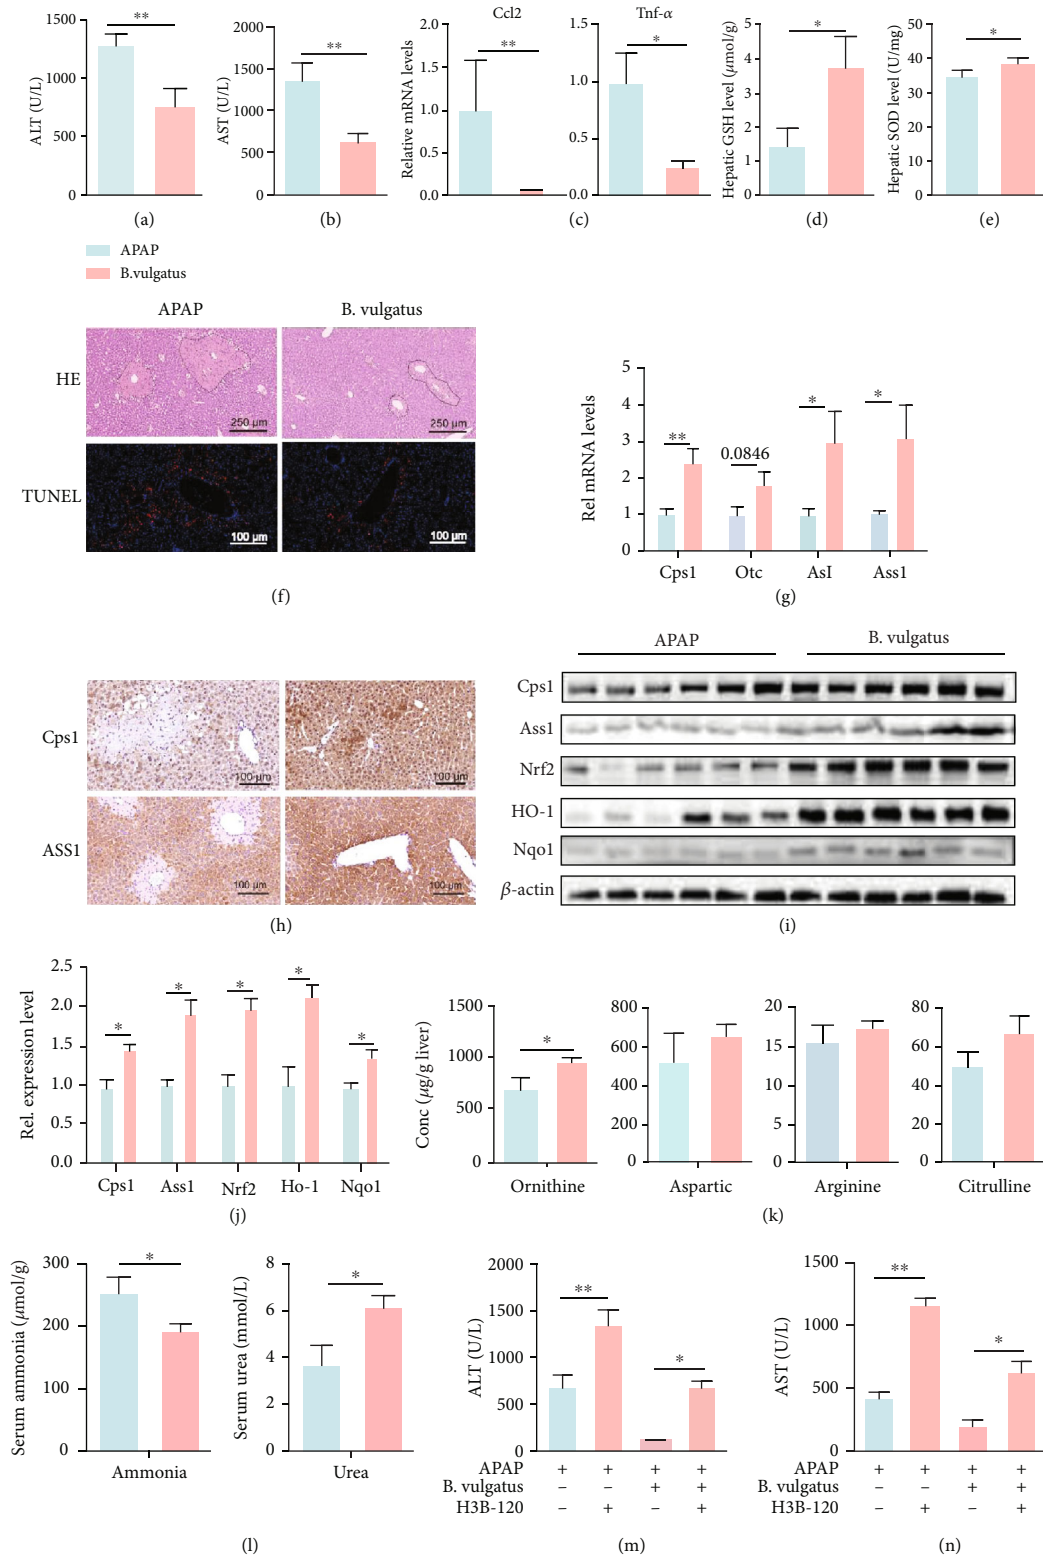 ALT (U/L)
1500
1000
500
0
**
(a)
AST (U/L)
2000
1500
1000
500
0
**
(b)
Relative mRNA levels
Ccl2
2.0
1.5
1.0
0.5
0.0
**
Tnf-α
1.5
1.0
0.5
0.0
*
(c)
Hepatic GSH level (μmol/g)
5
4
3
2
1
0
*
(d)
Hepatic SOD level (U/mg)
50
40
30
20
10
0
*
(e)
APAP
B.vulgatus
APAP
B. vulgatus
HE
250 μm
250 μm
TUNEL
100 μm
100 μm
(f)
Rel mRNA levels
5
4
3
2
1
0
**
0.0846
*
*
Cps1
Otc
AsI
Ass1
(g)
Cps1
100 μm
100 μm
ASS1
100 μm
100 μm
(h)
APAP
B. vulgatus
Cps1
Ass1
Nrf2
HO-1
Nqo1
β-actin
(i)
Rel. expression level
2.5
2.0
1.5
1.0
0.5
0.0
*
*
*
*
*
Cps1
Ass1
Nrf2
Ho-1
Nqo1
(j)
Conc (μg/g liver)
1500
1000
500
0
*
Ornithine
800
600
400
200
0
Aspartic
20
15
10
5
0
Arginine
80
60
40
20
0
Citrulline
(k)
Serum ammonia (μmol/g)
300
200
100
0
*
Ammonia
Serum urea (mmol/L)
8
6
4
2
0
*
Urea
(l)
ALT (U/L)
2000
1500
1000
500
0
**
*
APAP + + + +
B. vulgatus – – + +
H3B-120 – + – +
(m)
AST (U/L)
1500
1000
500
0
**
*
APAP + + + +
B. vulgatus – – + +
H3B-120 – + – +
(n)